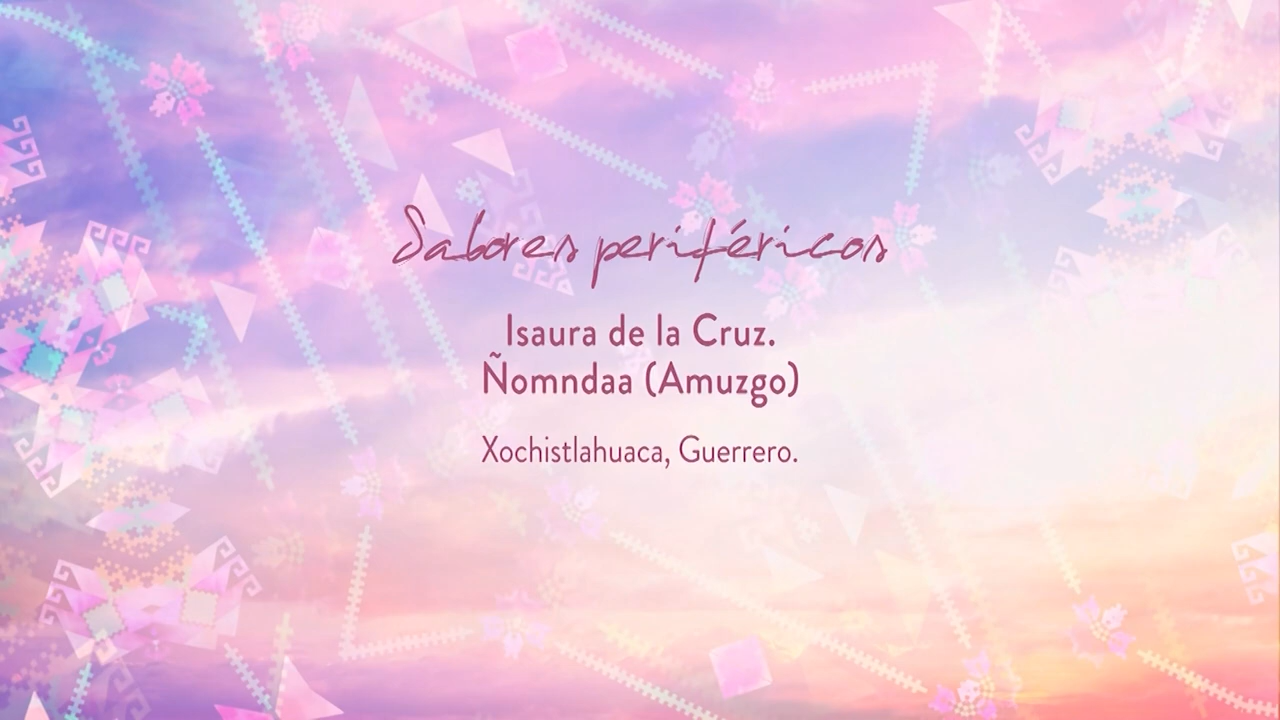 Sabores periféricos
Isaura de la Cruz.
Ñomndaa (Amuzgo)
Xochistlahuaca, Guerrero.